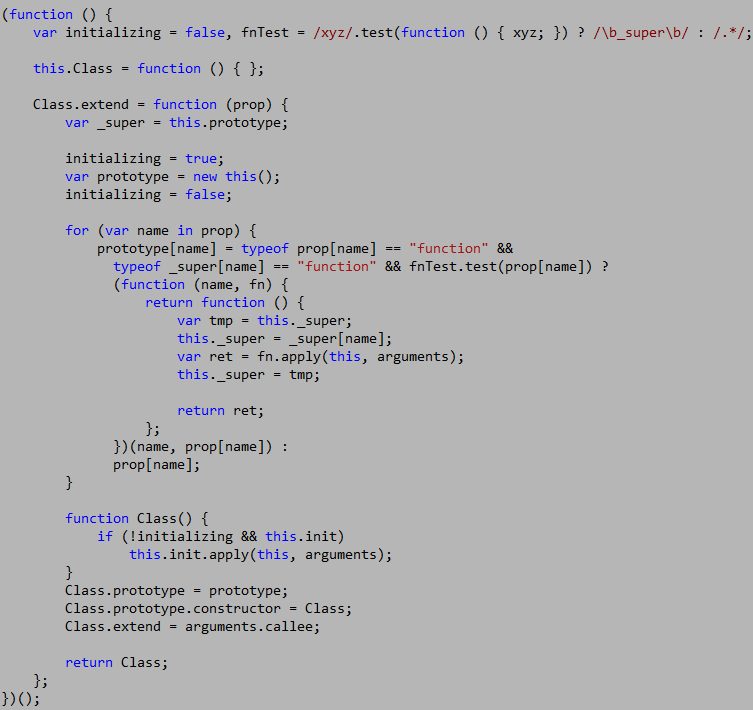 (function () {
    var initializing = false, fnTest = /xyz/.test(function () { xyz; }) ? /\b_super\b/ : /.*/;
    this.Class = function () { };
    Class.extend = function (prop) {
        var _super = this.prototype;
        initializing = true;
        var prototype = new this();
        initializing = false;
        for (var name in prop) {
            prototype[name] = typeof prop[name] == "function" &&
              typeof _super[name] == "function" && fnTest.test(prop[name]) ?
              (function (name, fn) {
                  return function () {
                      var tmp = this._super;
                      this._super = _super[name];
                      var ret = fn.apply(this, arguments);
                      this._super = tmp;
                      return ret;
                  };
              })(name, prop[name]) :
              prop[name];
        }
        function Class() {
            if (!initializing && this.init)
                this.init.apply(this, arguments);
        }
        Class.prototype = prototype;
        Class.prototype.constructor = Class;
        Class.extend = arguments.callee;
        return Class;
    };
})();